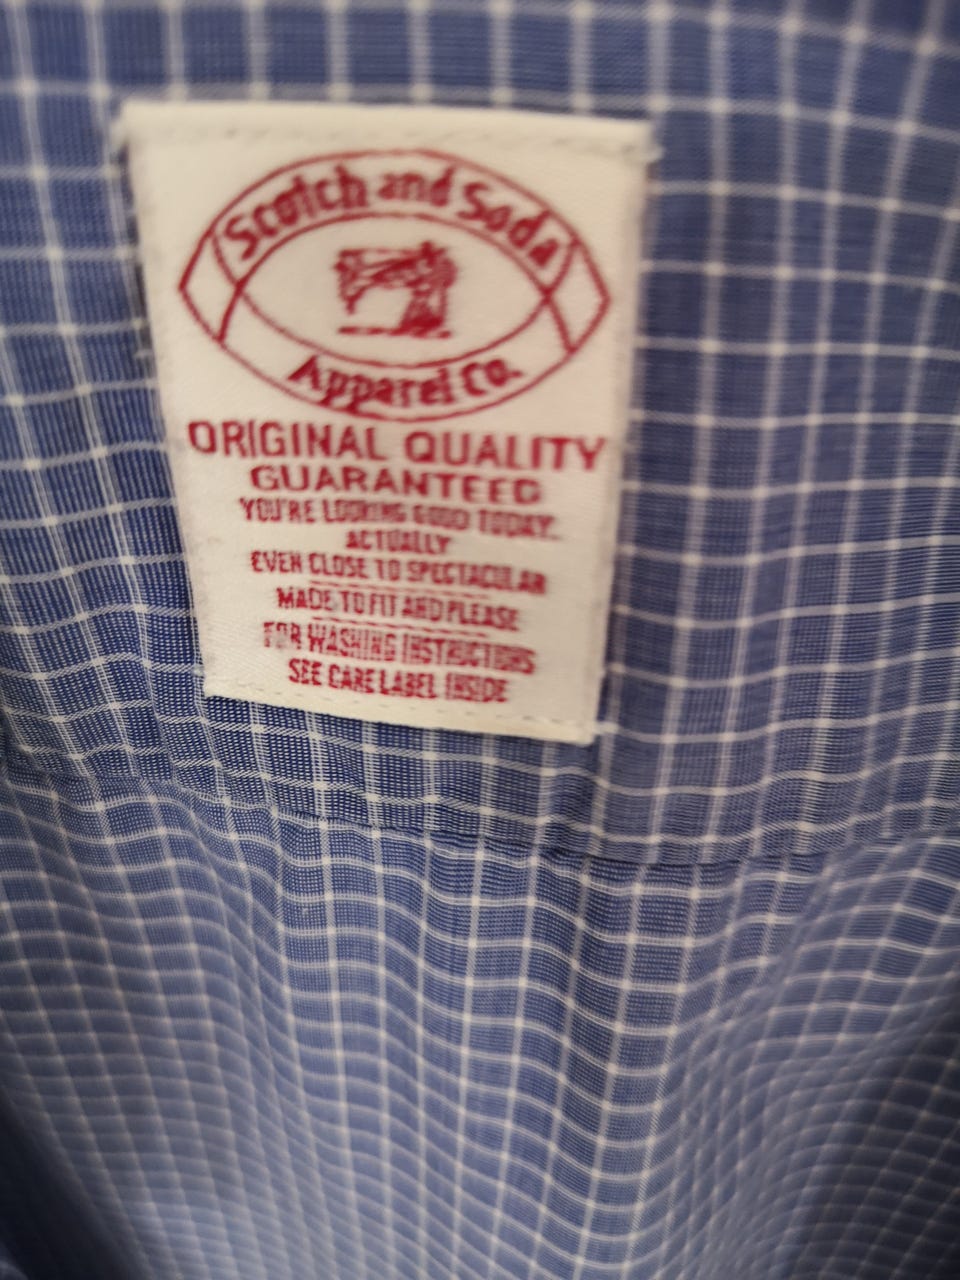 Scotch and Soda
Apparel Co.
ORIGINAL QUALITY
GUARANTEED
YOU'RE LOOKING GOOD TODAY.
ACTUALLY
EVEN CLOSE TO SPECTACULAR
MADE TO FIT AND PLEASE
FOR WASHING INSTRUCTIONS
SEE CARE LABEL INSIDE